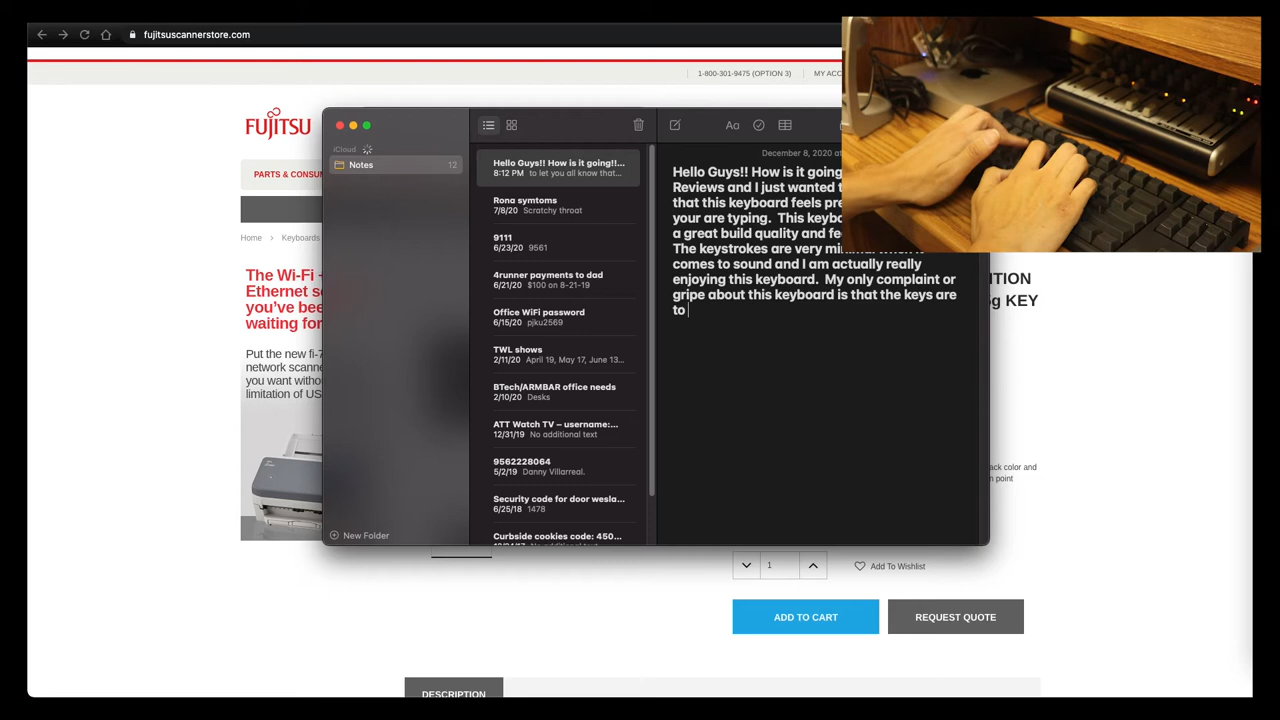 fujitsuscannerstore.com
1-800-301-9475 (OPTION 3)
MY ACC
FUJITSU
PARTS & CONSUM
Home
Keyboards
The Wi-Fi
Ethernet s
you've bee
waiting for
Put the new fi-7
network scanne
you want withou
limitation of US
iCloud
Notes
12
New Folder
Hello Guys!! How is it going!!...
8:12 PM to let you all know that...
Rona symtoms
7/8/20 Scratchy throat
9111
6/23/20 9561
4runner payments to dad
6/21/20 $100 on 8-21-19
Office WiFi password
6/15/20 pjku2569
TWL shows
2/11/20 April 19, May 17, June 13...
BTech/ARMBAR office needs
2/10/20 Desks
ATT Watch TV – username:...
12/31/19 No additional text
9562228064
5/2/19 Danny Villarreal.
Security code for door wesla...
6/25/18 1478
Curbside cookies code: 450...
Aa
December 8, 2020 at
Hello Guys!! How is it going
Reviews and I just wanted t
that this keyboard feels pre
your are typing. This keybo
a great build quality and fe
The keystrokes are very minimal when it
comes to sound and I am actually really
enjoying this keyboard. My only complaint or
gripe about this keyboard is that the keys are
to
ITION
g KEY
ack color and
n point
1
Add To Wishlist
ADD TO CART
REQUEST QUOTE
DESCRIPTION